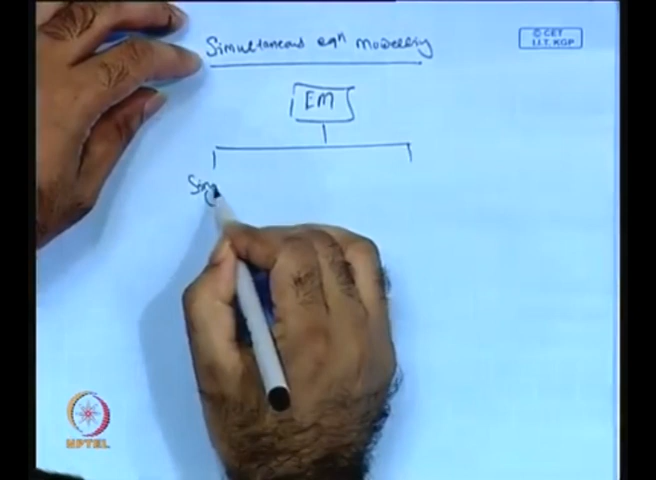 Simultaneous eqn Modelling
© CET
I.I.T. KGP
EM
Sin
NPTEL